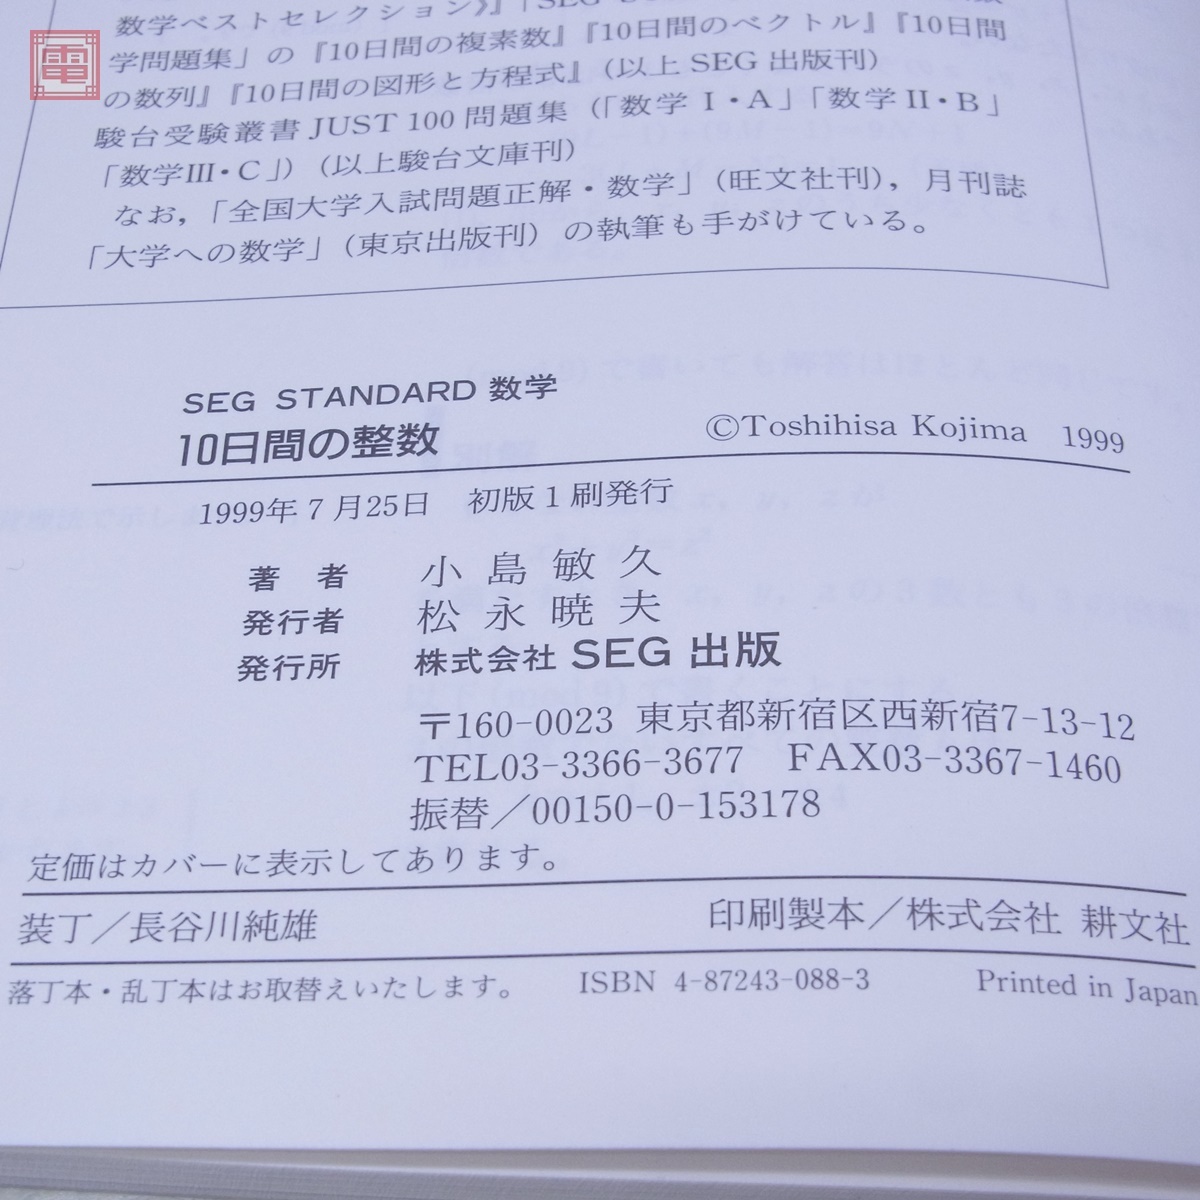 数学ベストセレクション》』「SEG
電
学問題集」の『10日間の複素数』『10日間のベクトル』『10日間
の数列』『10日間の図形と方程式』（以上 SEG 出版刊）
駿台受験叢書 JUST 100 問題集（「数学Ⅰ・A」「数学Ⅱ・B」
「数学Ⅲ・C」）（以上駿台文庫刊）
なお，「全国大学入試問題正解・数学」（旺文社刊），月刊誌
「大学への数学」（東京出版刊）の執筆も手がけている。
SEG STANDARD 数学
10日間の整数 ©Toshihisa Kojima 1999
1999年7月25日 初版1刷発行
著者 小島敏久
発行者 松永暁夫
発行所 株式会社 SEG 出版
〒160-0023 東京都新宿区西新宿7-13-12
TEL03-3366-3677 FAX03-3367-1460
振替／00150-0-153178
定価はカバーに表示してあります。
装丁／長谷川純雄 印刷製本／株式会社 耕文社
落丁本・乱丁本はお取替えいたします。 ISBN 4-87243-088-3 Printed in Japan